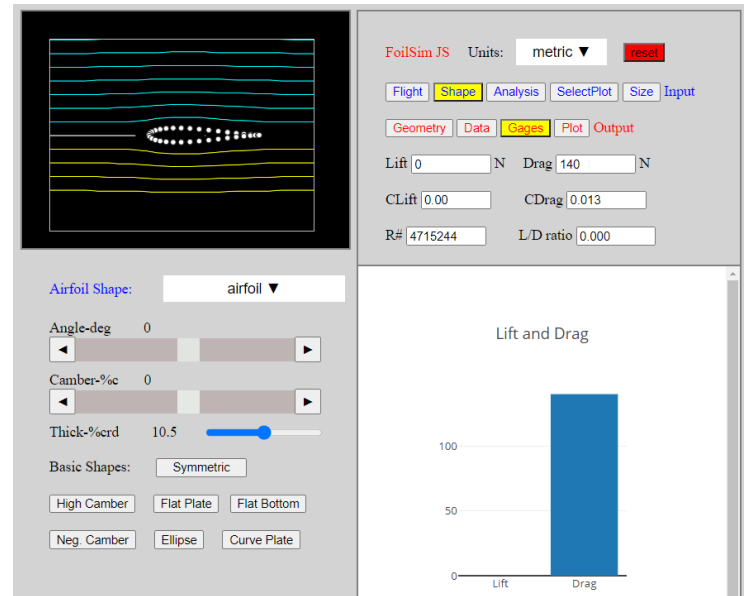 FoilSim JS Units: metric ▼ reset
Flight Shape Analysis SelectPlot Size Input
Geometry Data Gages Plot Output
Lift 0 N Drag 140 N
CLift 0.00 CDrag 0.013
R# 4715244 L/D ratio 0.000
Airfoil Shape: airfoil ▼
Angle-deg 0
◄ ►
Camber-%c 0
◄ ►
Thick-%crd 10.5
Basic Shapes: Symmetric
High Camber Flat Plate Flat Bottom
Neg. Camber Ellipse Curve Plate
Lift and Drag
100
50
0
Lift Drag